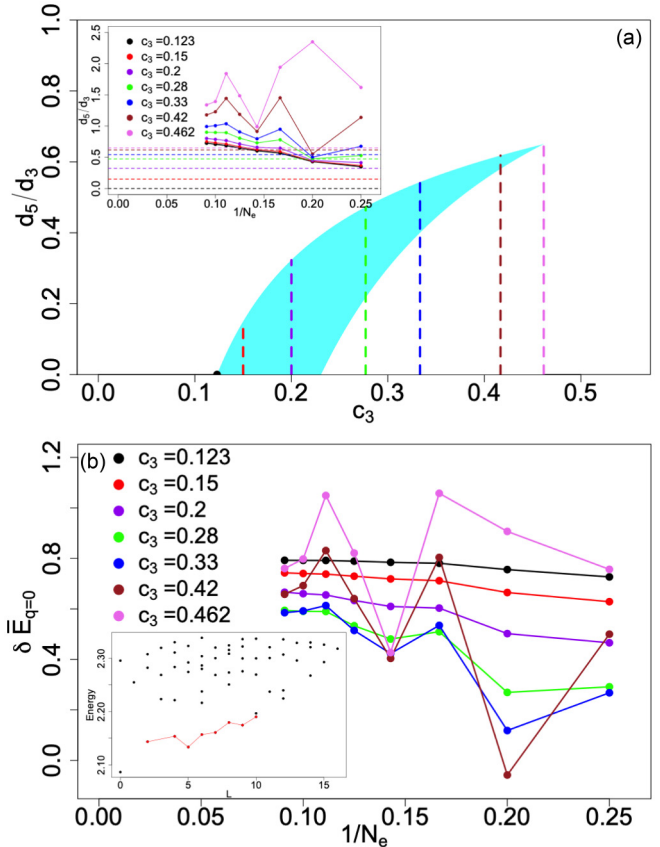 (a)
1.0
0.8
0.6
0.4
0.2
0.0
d5/d3
0.0
0.1
0.2
0.3
0.4
0.5
c3
2.5
2.0
1.5
1.0
0.5
0.0
d5/d3
c3 =0.123
c3 =0.15
c3 =0.2
c3 =0.28
c3 =0.33
c3 =0.42
c3 =0.462
0.00
0.05
0.10
0.15
0.20
0.25
1/Ne
(b)
1.2
0.8
0.4
0.0
δ E̅q=0
c3 =0.123
c3 =0.15
c3 =0.2
c3 =0.28
c3 =0.33
c3 =0.42
c3 =0.462
2.30
2.20
2.10
Energy
0
5
10
15
L
0.00
0.05
0.10
0.15
0.20
0.25
1/Ne